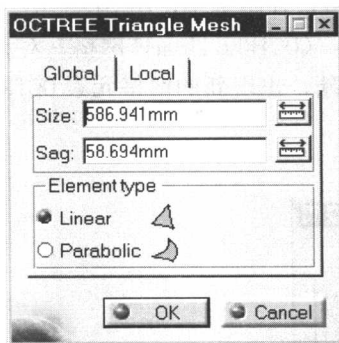 OCTREE Triangle Mesh
Global Local
Size: 586.941mm
Sag: 58.694mm
Element type
Linear
Parabolic
OK Cancel